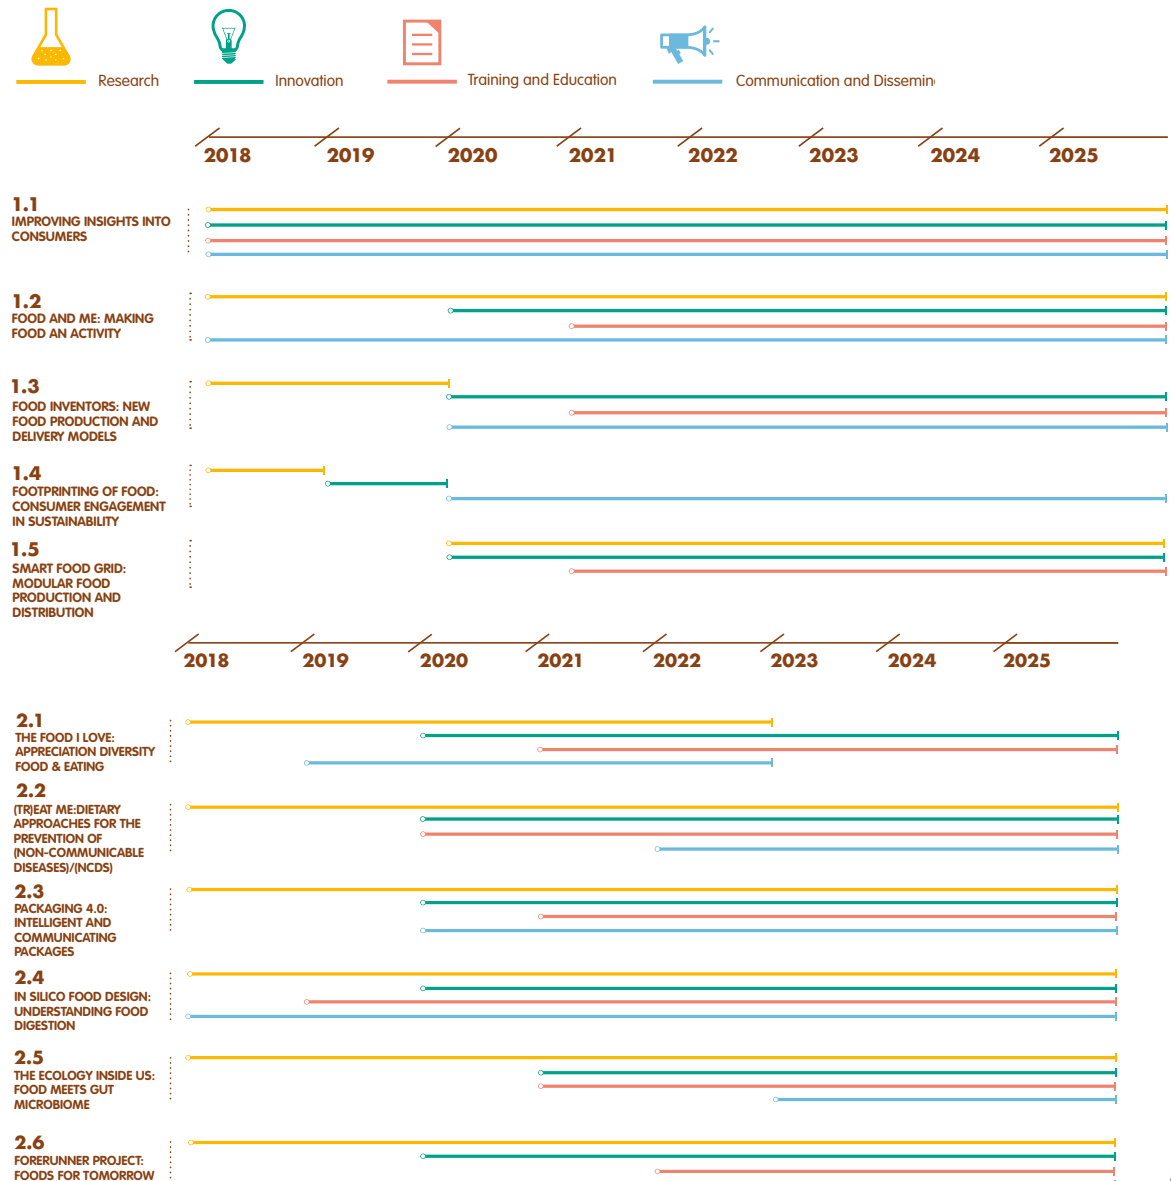 Research
Innovation
Training and Education
Communication and Dissemin
2018 2019 2020 2021 2022 2023 2024 2025
1.1
IMPROVING INSIGHTS INTO
CONSUMERS
1.2
FOOD AND ME: MAKING
FOOD AN ACTIVITY
1.3
FOOD INVENTORS: NEW
FOOD PRODUCTION AND
DELIVERY MODELS
1.4
FOOTPRINTING OF FOOD:
CONSUMER ENGAGEMENT
IN SUSTAINABILITY
1.5
SMART FOOD GRID:
MODULAR FOOD
PRODUCTION AND
DISTRIBUTION
2018 2019 2020 2021 2022 2023 2024 2025
2.1
THE FOOD I LOVE:
APPRECIATION DIVERSITY
FOOD & EATING
2.2
(TR)EAT ME:DIETARY
APPROACHES FOR THE
PREVENTION OF
(NON-COMMUNICABLE
DISEASES)/(NCDS)
2.3
PACKAGING 4.0:
INTELLIGENT AND
COMMUNICATING
PACKAGES
2.4
IN SILICO FOOD DESIGN:
UNDERSTANDING FOOD
DIGESTION
2.5
THE ECOLOGY INSIDE US:
FOOD MEETS GUT
MICROBIOME
2.6
FORERUNNER PROJECT:
FOODS FOR TOMORROW